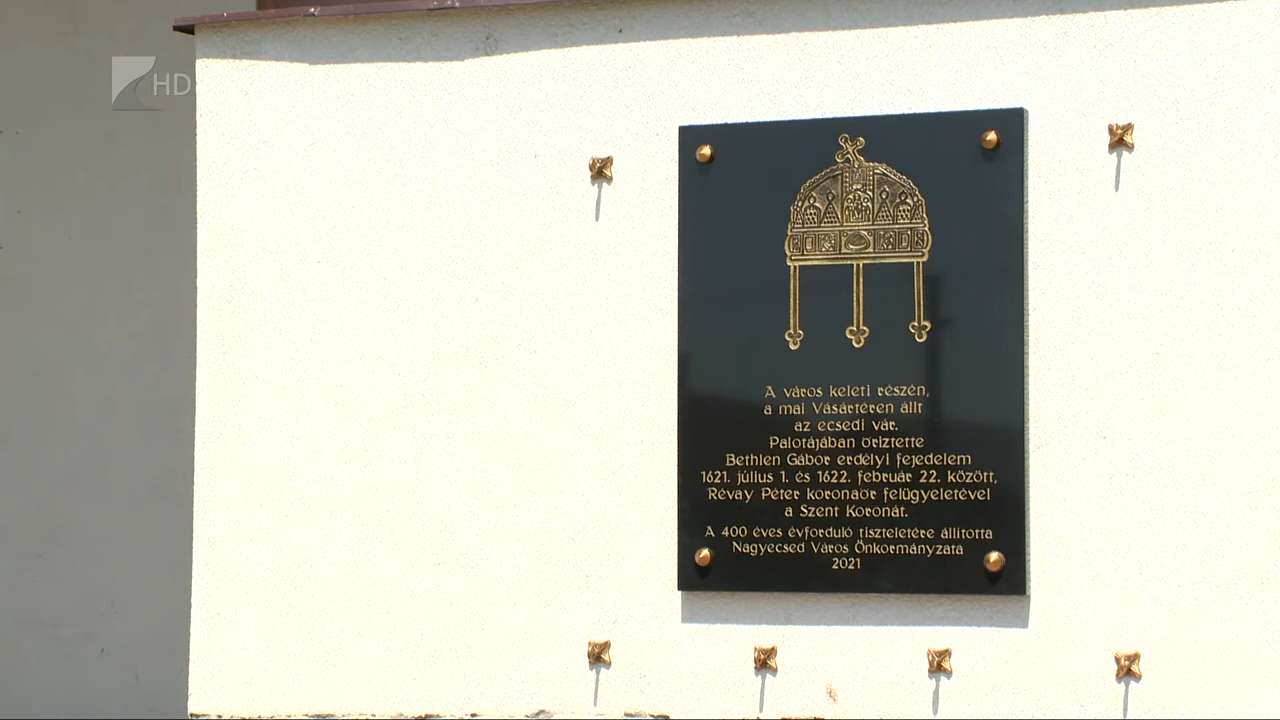 HD
A város keleti részén,
a mai Vásártéren állt
az ecsedi vár.
Palotájában őriztette
Bethlen Gábor erdélyi fejedelem
1621. július 1. és 1622. február 22. között,
Révay Péter koronaőr felügyeletével
a Szent Koronát.
A 400 éves évforduló tiszteletére állította
Nagyecsed Város Önkormányzata
2021